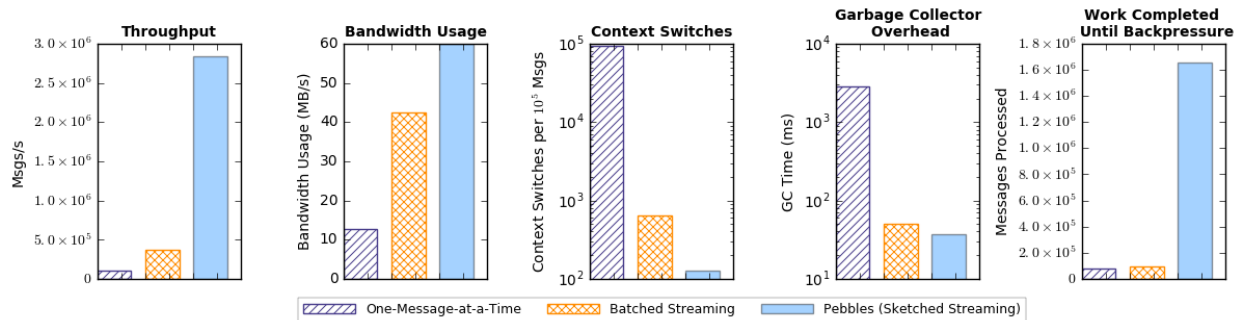 Throughput
Msgs/s
3.0 × 10^6
2.5 × 10^6
2.0 × 10^6
1.5 × 10^6
1.0 × 10^6
5.0 × 10^5
0
Bandwidth Usage
Bandwidth Usage (MB/s)
60
50
40
30
20
10
0
Context Switches
Context Switches per 10^5 Msgs
10^5
10^4
10^3
10^2
Garbage Collector
Overhead
GC Time (ms)
10^4
10^3
10^2
10^1
Work Completed
Until Backpressure
Messages Processed
1.8 × 10^6
1.6 × 10^6
1.4 × 10^6
1.2 × 10^6
1.0 × 10^6
8.0 × 10^5
6.0 × 10^5
4.0 × 10^5
2.0 × 10^5
0
One-Message-at-a-Time
Batched Streaming
Pebbles (Sketched Streaming)